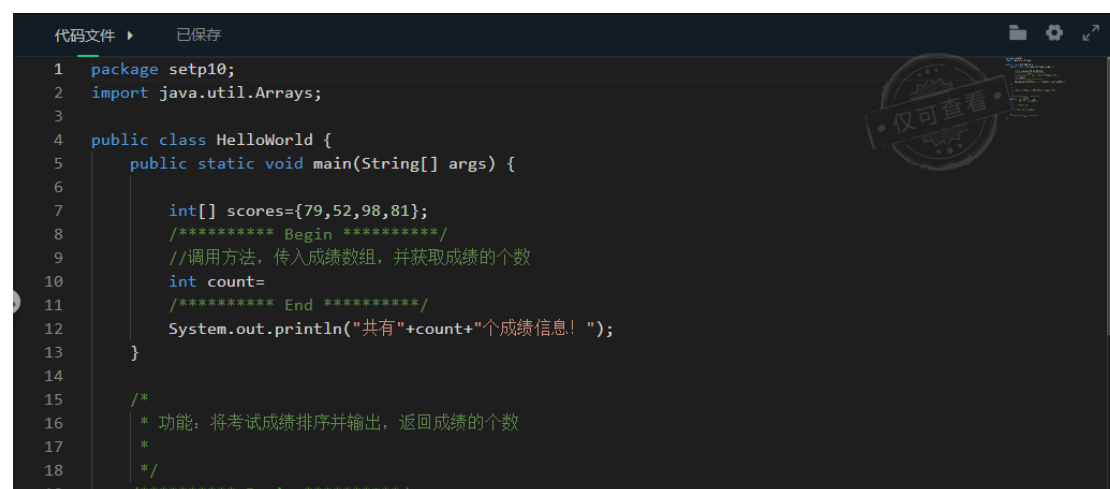 代码文件 已保存
仅可查看
1 package setp10;
2 import java.util.Arrays;
3
4 public class HelloWorld {
5 public static void main(String[] args) {
6
7 int[] scores={79,52,98,81};
8 /********** Begin **********/
9 //调用方法，传入成绩数组，并获取成绩的个数
10 int count=
11 /********** End **********/
12 System.out.println("共有"+count+"个成绩信息！");
13 }
14
15 /*
16 * 功能：将考试成绩排序并输出，返回成绩的个数
17 *
18 */